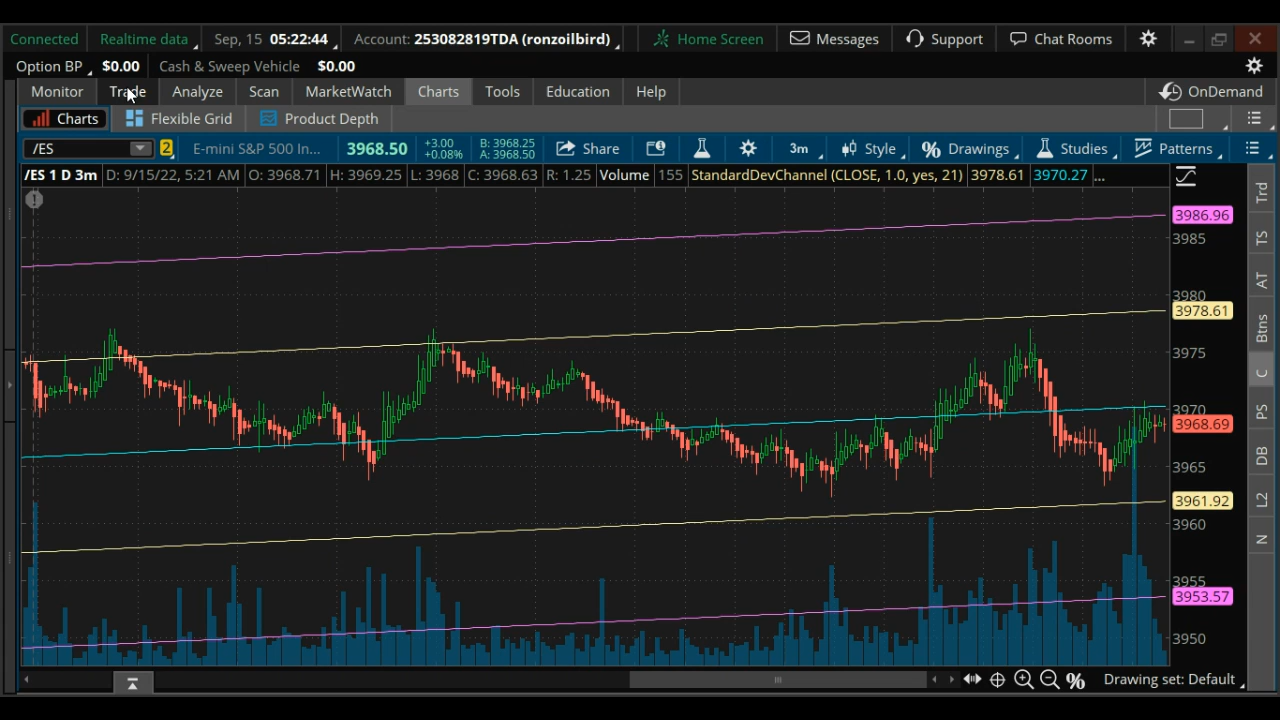 Connected Realtime data Sep, 15 05:22:44 Account: 253082819TDA (ronzoilbird) Home Screen Messages Support Chat Rooms
Option BP $0.00 Cash & Sweep Vehicle $0.00
Monitor Trade Analyze Scan MarketWatch Charts Tools Education Help OnDemand
Charts Flexible Grid Product Depth
/ES 2 E-mini S&P 500 In... 3968.50 +3.00 B: 3968.25 Share 3m Style Drawings Studies Patterns
+0.08% A: 3968.50
/ES 1 D 3m D: 9/15/22, 5:21 AM O: 3968.71 H: 3969.25 L: 3968 C: 3968.63 R: 1.25 Volume 155 StandardDevChannel (CLOSE, 1.0, yes, 21) 3978.61 3970.27 ...
Trd
3986.96
3985
TS
AT
3980
3978.61
Btns
3975
C
3970
PS
3968.69
DB
3965
3961.92
L2
3960
N
3955
3953.57
3950
Drawing set: Default